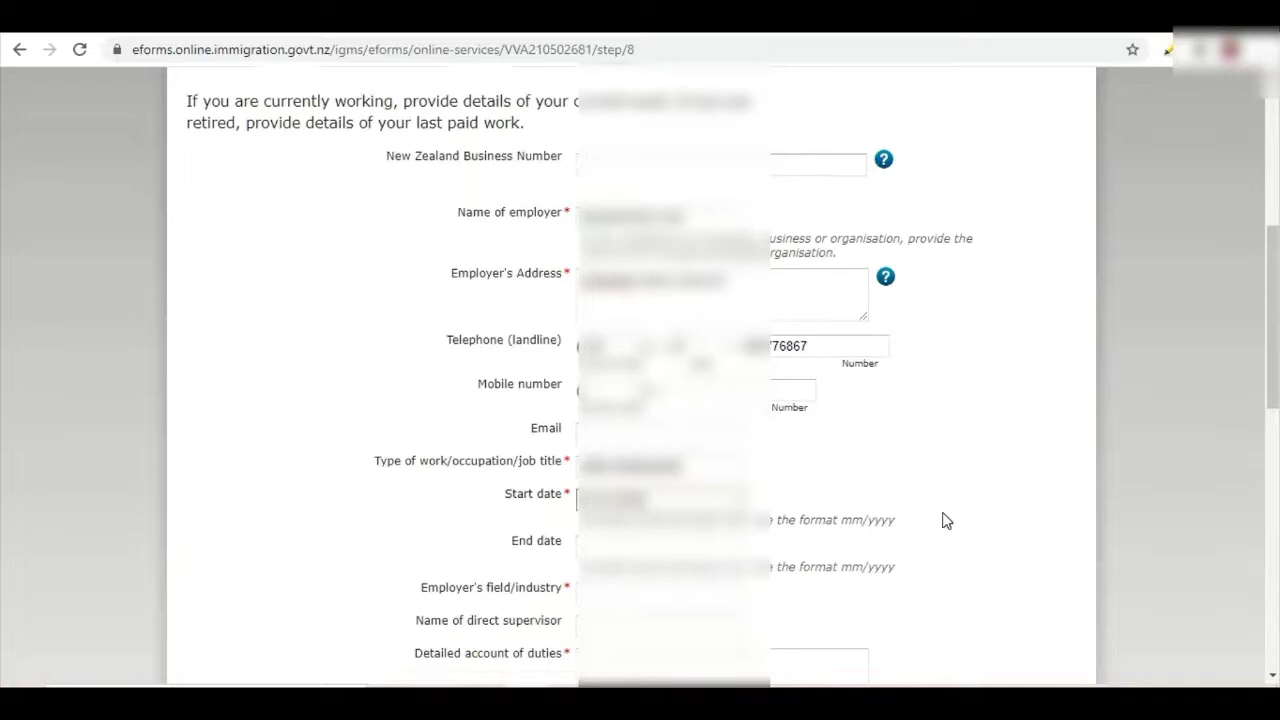 eforms.online.immigration.govt.nz/igms/eforms/online-services/VVA210502681/step/8
If you are currently working, provide details of your
retired, provide details of your last paid work.
New Zealand Business Number
?
Name of employer*
business or organisation, provide the
organisation.
Employer's Address*
?
Telephone (landline)
776867
Number
Mobile number
Number
Email
Type of work/occupation/job title*
Start date*
the format mm/yyyy
End date
the format mm/yyyy
Employer's field/industry*
Name of direct supervisor
Detailed account of duties*